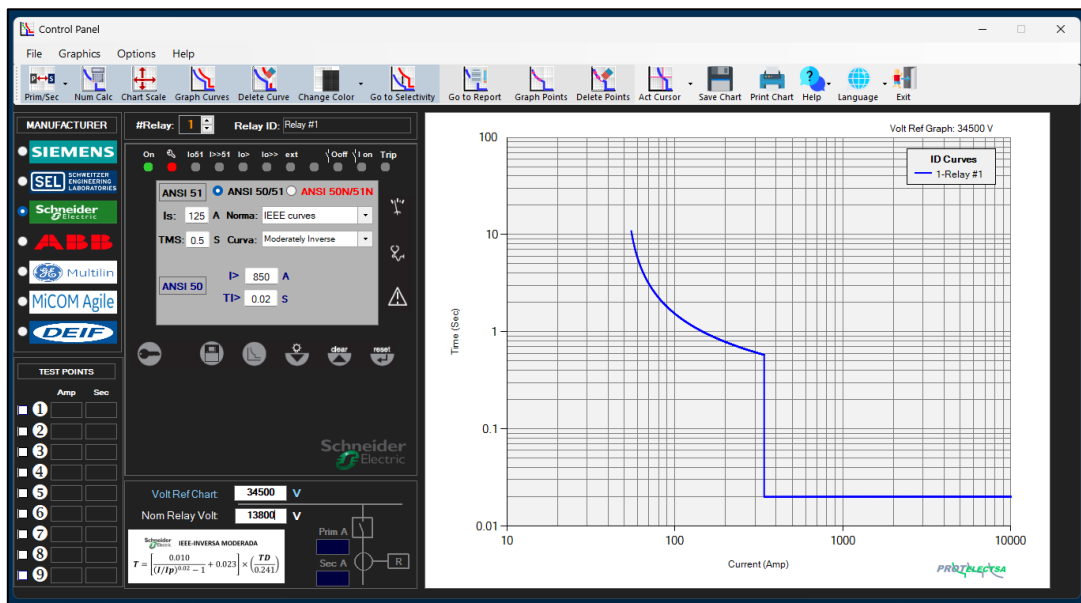 Control Panel
File Graphics Options Help
P↔S
Prim/Sec Num Calc Chart Scale Graph Curves Delete Curve Change Color Go to Selectivity Go to Report Graph Points Delete Points Act Cursor Save Chart Print Chart Help Language Exit
MANUFACTURER
SIEMENS
SEL SCHWEITZER ENGINEERING LABORATORIES
Schneider Electric
ABB
GE Multilin
MiCOM Agile
DEIF
TEST POINTS
Amp Sec
1
2
3
4
5
6
7
8
9
#Relay: 1 Relay ID: Relay #1
On Io51 I>>51 Io> Io>> ext Ooff I on Trip
ANSI 51 ANSI 50/51 ANSI 50N/51N
Is: 125 A Norma: IEEE curves
TMS: 0.5 S Curva: Moderately Inverse
ANSI 50
I> 850 A
TI> 0.02 S
clear reset
Schneider Electric
Volt Ref Chart: 34500 V
Nom Relay Volt: 13800 V
Prim A
Sec A
R
Schneider Electric IEEE-INVERSA MODERADA
T = [0.010 / ((I/Ip)^0.02 − 1) + 0.023] × (TD / 0.241)
Volt Ref Graph: 34500 V
ID Curves
1-Relay #1
Time (Sec)
100
10
1
0.1
0.01
10 100 1000 10000
Current (Amp)
PROTELECTSA